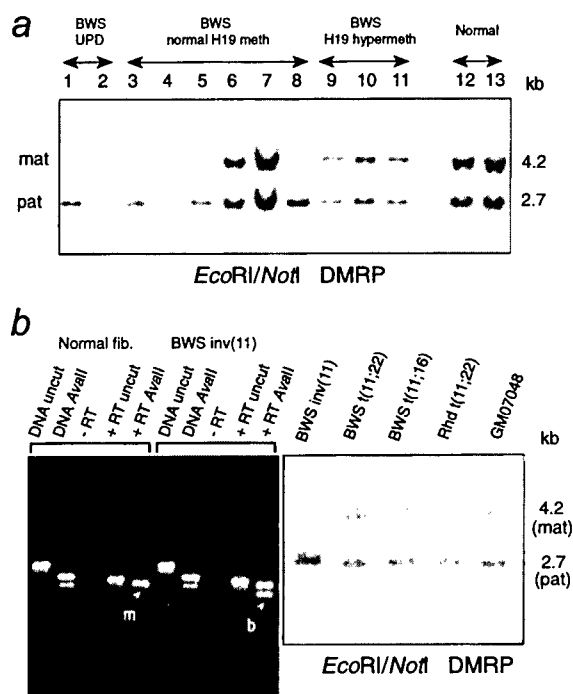 a
BWS UPD
BWS normal H19 meth
BWS H19 hypermeth
Normal
1 2 3 4 5 6 7 8 9 10 11 12 13 kb
mat 4.2
pat 2.7
EcoRI/NotI DMRP
b
Normal fib. BWS inv(11)
DNA uncut
DNA AvaII
- RT
+ RT uncut
+ RT AvaII
DNA uncut
DNA AvaII
- RT
+ RT uncut
+ RT AvaII
m
b
BWS inv(11)
BWS t(11;22)
BWS t(11;16)
Rhd t(11;22)
GM07048
kb
4.2
(mat)
2.7
(pat)
EcoRI/NotI DMRP